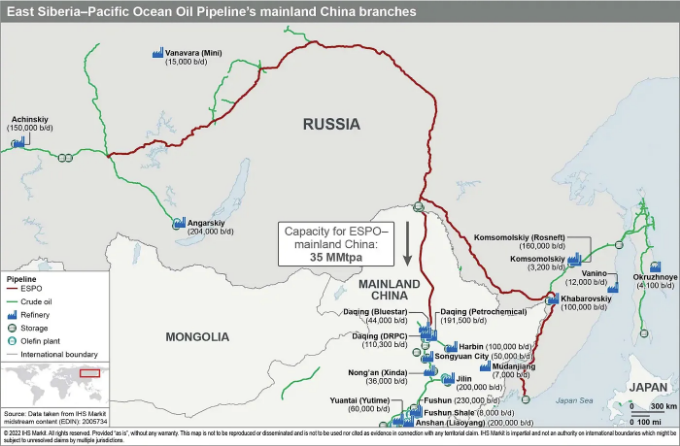 East Siberia–Pacific Ocean Oil Pipeline's mainland China branches
Vanavara (Mini)
(15,000 b/d)
Achinskiy
(150,000 b/d)
RUSSIA
Angarskiy
(204,000 b/d)
Capacity for ESPO–
mainland China:
35 MMtpa
Komsomolskiy (Rosneft)
(160,000 b/d)
Komsomolskiy
(3,200 b/d)
Vanino
(12,000 b/d)
Okruzhnoye
(4,100 b/d)
Khabarovskiy
(100,000 b/d)
MAINLAND
CHINA
MONGOLIA
Daqing (Bluestar)
(44,000 b/d)
Daqing (Petrochemical)
(191,500 b/d)
Daqing (DRPC)
(110,300 b/d)
Harbin (100,000 b/d)
Songyuan City (50,000 b/d)
Mudanjiang
(7,000 b/d)
Nong'an (Xinda)
(36,000 b/d)
Jilin
(200,000 b/d)
Yuantai (Yutime)
(60,000 b/d)
Fushun (230,000 b/d)
Fushun Shale (8,000 b/d)
Anshan (Liaoyang) (200,000 b/d)
Japan Sea
JAPAN
0 300 km
0 100 mi
Pipeline
ESPO
Crude oil
Refinery
Storage
Olefin plant
International boundary
Source: Data taken from IHS Markit
midstream content (EDIN): 2005734
© 2022 IHS Markit. All rights reserved. Provided "as is", without any warranty. This map is not to be reproduced or disseminated and is not to be used nor cited as evidence in connection with any territorial claim. IHS Markit is impartial and not an authority on international boundaries which might be
subject to unresolved claims by multiple jurisdictions.